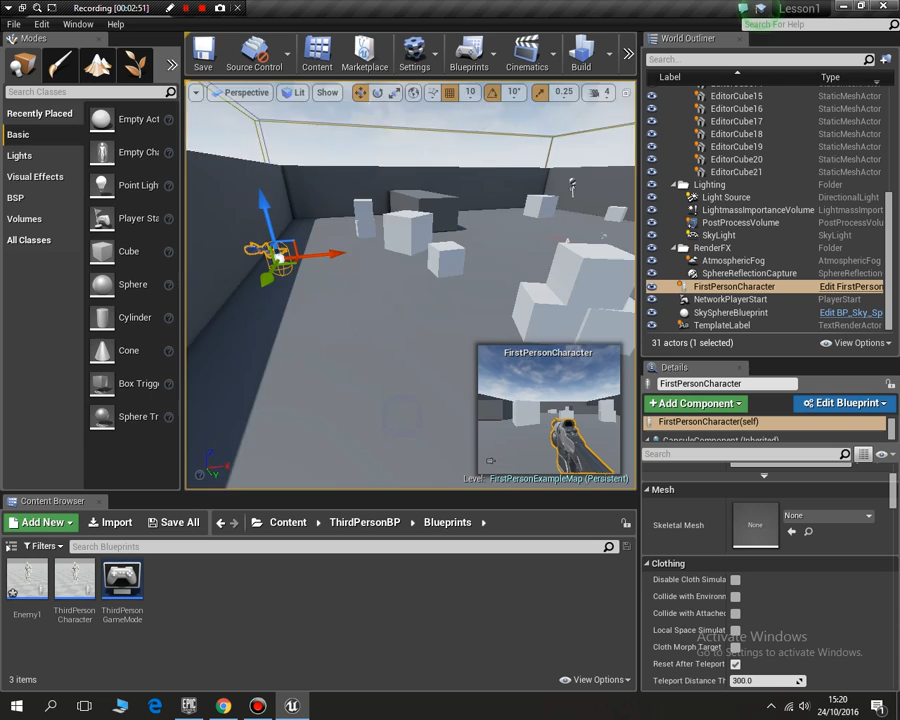 Recording [00:02:51]
Lesson1
File Edit Window Help
Search For Help
Modes
Search Classes
Recently Placed
Basic
Lights
Visual Effects
BSP
Volumes
All Classes
Empty Act
Empty Cha
Point Ligh
Player Sta
Cube
Sphere
Cylinder
Cone
Box Trigg
Sphere Tr
Save
Source Control
Content
Marketplace
Settings
Blueprints
Cinematics
Build
Perspective
Lit
Show
10
10°
0.25
4
FirstPersonCharacter
Level: FirstPersonExampleMap (Persistent)
World Outliner
Search...
Label Type
EditorCube15 StaticMeshActor
EditorCube16 StaticMeshActor
EditorCube17 StaticMeshActor
EditorCube18 StaticMeshActor
EditorCube19 StaticMeshActor
EditorCube20 StaticMeshActor
EditorCube21 StaticMeshActor
Lighting Folder
Light Source DirectionalLight
LightmassImportanceVolume LightmassImport
PostProcessVolume PostProcessVolume
SkyLight SkyLight
RenderFX Folder
AtmosphericFog AtmosphericFog
SphereReflectionCapture SphereReflection
FirstPersonCharacter Edit FirstPerson
NetworkPlayerStart PlayerStart
SkySphereBlueprint Edit BP_Sky_Sp
TemplateLabel TextRenderActor
31 actors (1 selected)
View Options
Details
FirstPersonCharacter
Add Component
Edit Blueprint
FirstPersonCharacter(self)
CapsuleComponent (Inherited)
Search
Mesh
Skeletal Mesh
None
None
Clothing
Disable Cloth Simula
Collide with Environm
Collide with Attached
Local Space Simulat
Cloth Morph Target
Reset After Teleport
Teleport Distance Th 300.0
Activate Windows
Go to Settings to activate Windows.
Content Browser
Add New
Import
Save All
Content
ThirdPersonBP
Blueprints
Filters
Search Blueprints
Enemy1
ThirdPerson
Character
ThirdPerson
GameMode
3 items
View Options
EPIC
15:20
24/10/2016